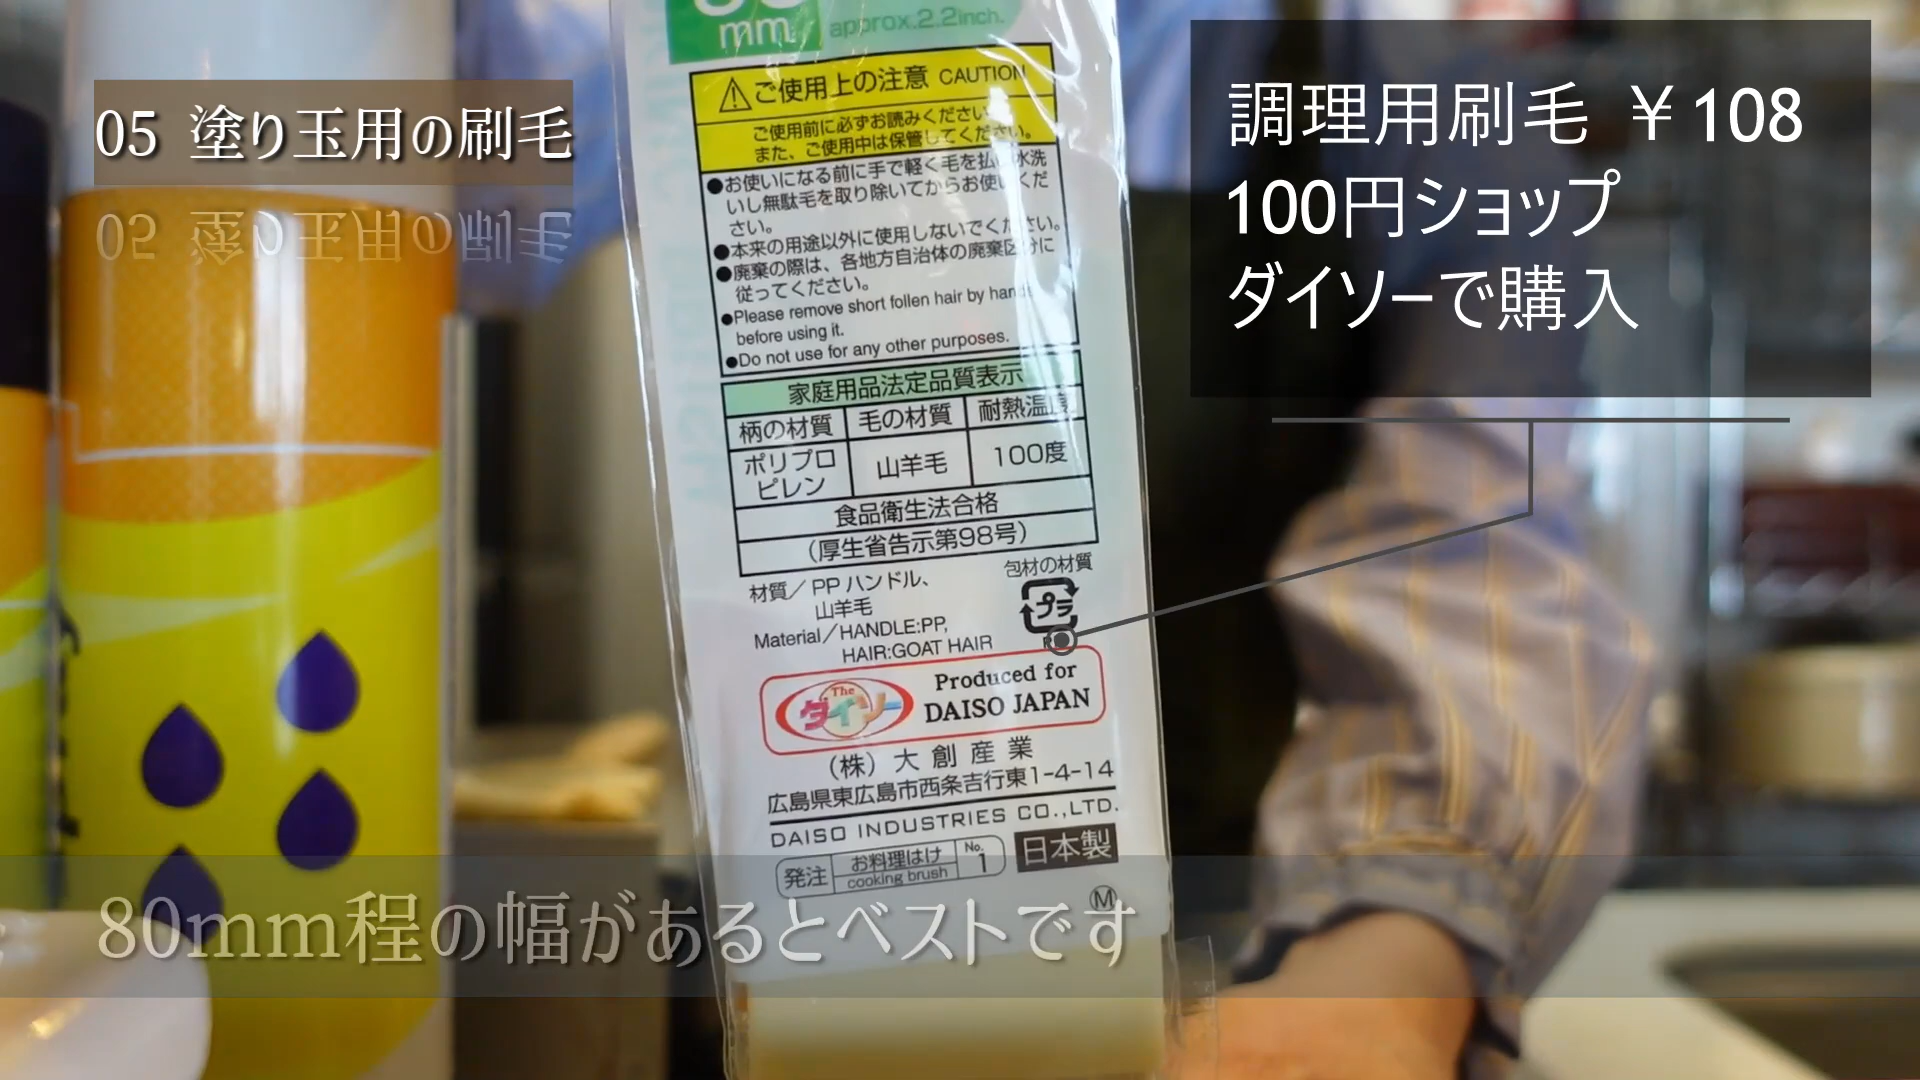 05 塗り玉用の刷毛
調理用刷毛 ￥108
100円ショップ
ダイソーで購入
mm approx.2.2inch.
ご使用上の注意 CAUTION
ご使用前に必ずお読みください
また、ご使用中は保管してください。
●お使いになる前に手で軽く毛を払い水洗
いし無駄毛を取り除いてからお使いくだ
さい。
●本来の用途以外に使用しないでください。
●廃棄の際は、各地方自治体の廃棄区分に
従ってください。
●Please remove short follen hair by hands
before using it.
●Do not use for any other purposes.
家庭用品法定品質表示
柄の材質 毛の材質 耐熱温度
ポリプロ
ピレン 山羊毛 100度
食品衛生法合格
(厚生省告示第98号)
材質／PPハンドル、
山羊毛
包材の材質
プラ
Material／HANDLE:PP,
HAIR:GOAT HAIR
The ダイソー
Produced for
DAISO JAPAN
(株)大創産業
広島県東広島市西条吉行東1-4-14
DAISO INDUSTRIES CO.,LTD.
発注 お料理はけ
cooking brush
No.
1
日本製
M
80mm程の幅があるとベストです